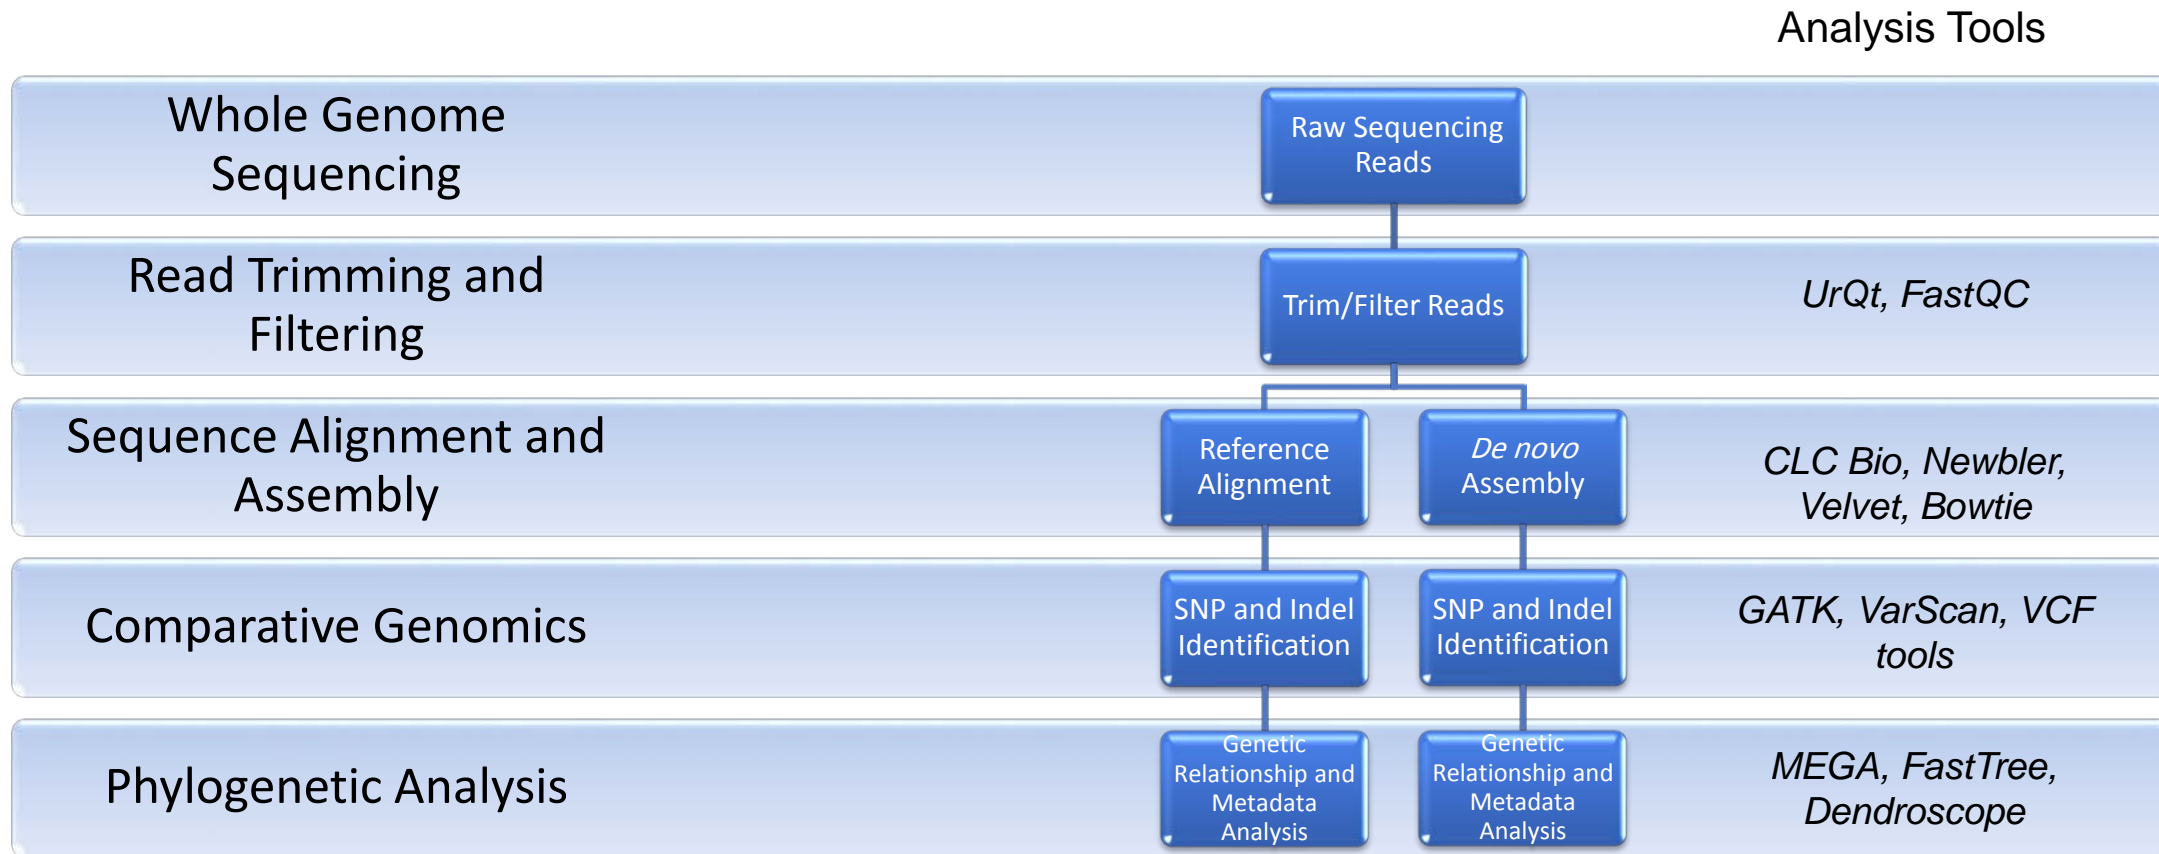 Analysis Tools
Whole Genome
Sequencing
Raw Sequencing
Reads
Read Trimming and
Filtering
Trim/Filter Reads
UrQt, FastQC
Sequence Alignment and
Assembly
Reference
Alignment
De novo
Assembly
CLC Bio, Newbler,
Velvet, Bowtie
Comparative Genomics
SNP and Indel
Identification
SNP and Indel
Identification
GATK, VarScan, VCF
tools
Phylogenetic Analysis
Genetic
Relationship and
Metadata
Analysis
Genetic
Relationship and
Metadata
Analysis
MEGA, FastTree,
Dendroscope